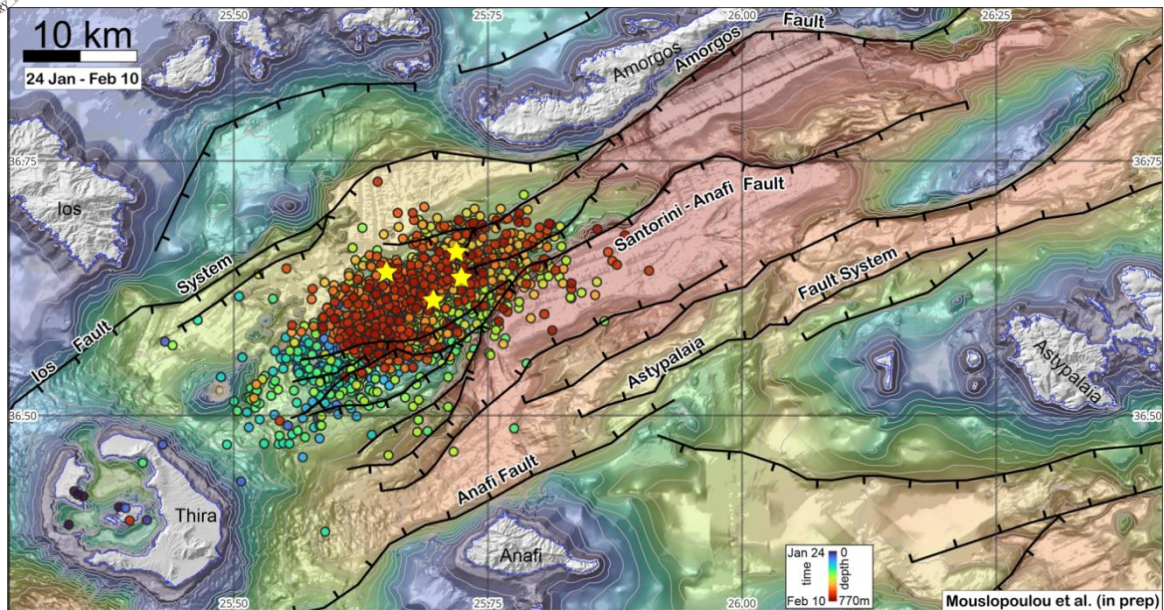 25.50
25.75
26.00
26.25
10 km
24 Jan - Feb 10
Amorgos
Amorgos
Fault
36.75
36.75
Ios
System
Santorini - Anafi Fault
Ios Fault
Fault System
Astypalaia
Astypalaia
36.50
36.50
Anafi Fault
Thira
Anafi
Jan 24
0
time
depth
Feb 10
770m
25.50
25.75
26.00
Mouslopoulou et al. (in prep)